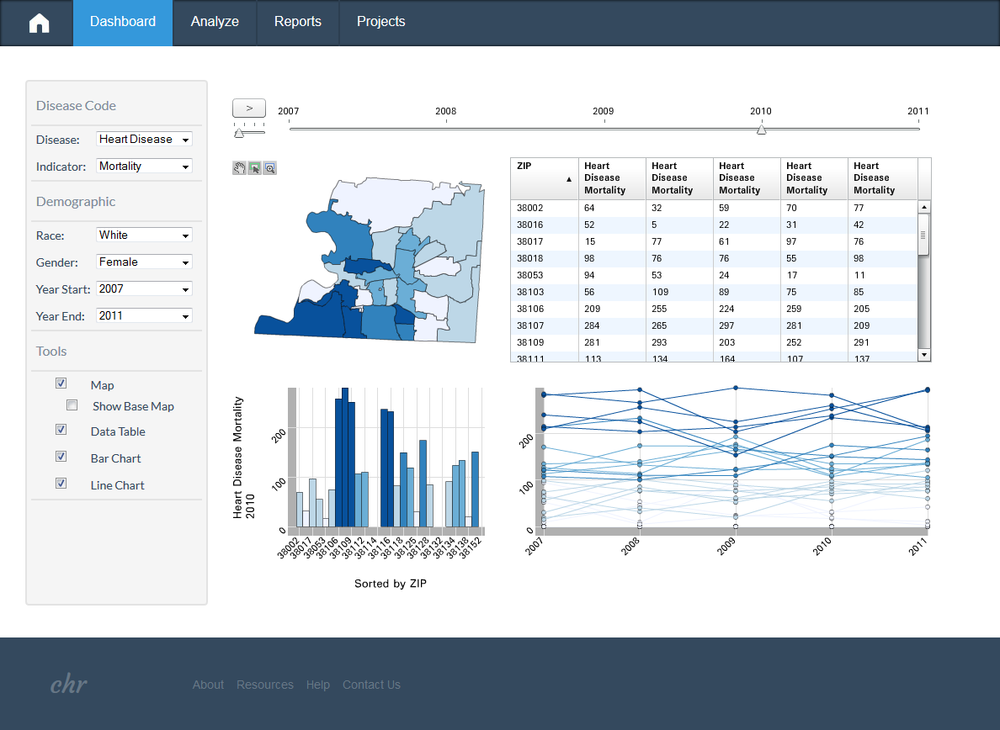 Dashboard Analyze Reports Projects
Disease Code
Disease: Heart Disease
Indicator: Mortality
Demographic
Race: White
Gender: Female
Year Start: 2007
Year End: 2011
Tools
Map
Show Base Map
Data Table
Bar Chart
Line Chart
>
2007 2008 2009 2010 2011
ZIP Heart Disease Mortality Heart Disease Mortality Heart Disease Mortality Heart Disease Mortality Heart Disease Mortality
38002 64 32 59 70 77
38016 52 5 22 31 42
38017 15 77 61 97 76
38018 98 76 76 55 98
38053 94 53 24 17 11
38103 56 109 89 75 85
38106 209 255 224 259 205
38107 284 265 297 281 209
38109 281 293 203 252 291
38111 113 134 164 107 137
Heart Disease Mortality
2010
200
100
0
38002 38017 38053 38106 38109 38112 38114 38116 38118 38125 38128 38132 38134 38138 38152
Sorted by ZIP
200
100
0
2007 2008 2009 2010 2011
chr
About Resources Help Contact Us